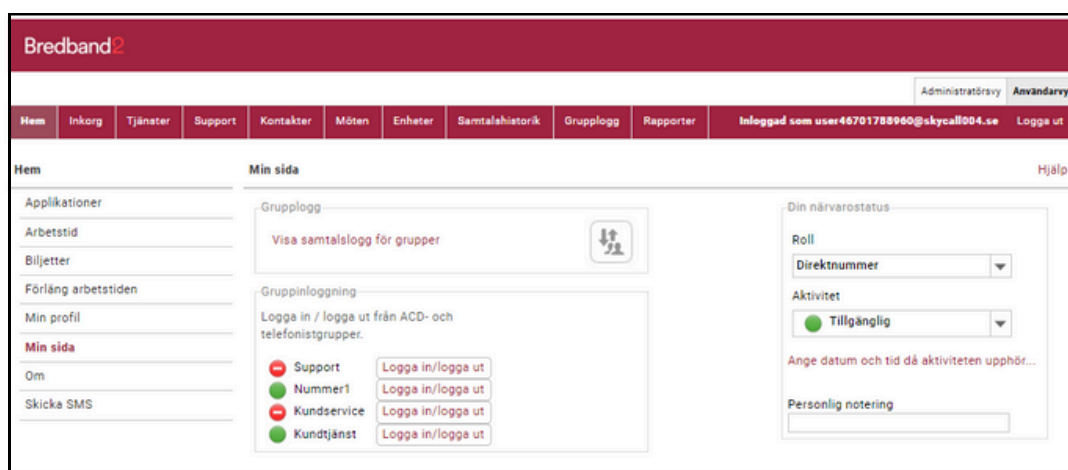 Bredband2
Administratörsvy Användarvy
Hem Inkorg Tjänster Support Kontakter Möten Enheter Samtalshistorik Grupplogg Rapporter Inloggad som user46701788960@skycall004.se Logga ut
Hem
Applikationer
Arbetstid
Biljetter
Förläng arbetstiden
Min profil
Min sida
Om
Skicka SMS
Min sida
Hjälp
Grupplogg
Visa samtalslogg för grupper
Gruppinloggning
Logga in / logga ut från ACD- och
telefonistgrupper.
Support Logga in/logga ut
Nummer1 Logga in/logga ut
Kundservice Logga in/logga ut
Kundtjänst Logga in/logga ut
Din närvarostatus
Roll
Direktnummer
Aktivitet
Tillgänglig
Ange datum och tid då aktiviteten upphör...
Personlig notering